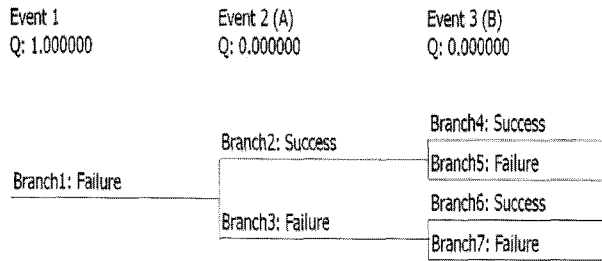 Event 1
Event 2 (A)
Event 3 (B)
Q: 1.000000
Q: 0.000000
Q: 0.000000
Branch4: Success
Branch2: Success
Branch5: Failure
Branch1: Failure
Branch6: Success
Branch3: Failure
Branch7: Failure